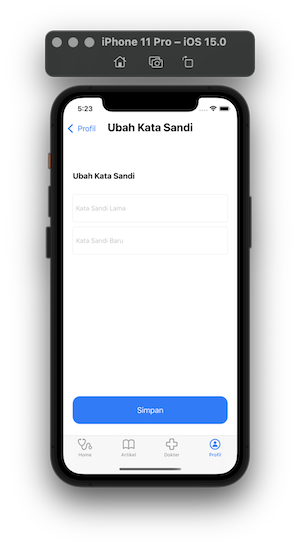 iPhone 11 Pro – iOS 15.0
5:23
Profil
Ubah Kata Sandi
Ubah Kata Sandi
Kata Sandi Lama
Kata Sandi Baru
Simpan
Home
Artikel
Dokter
Profil